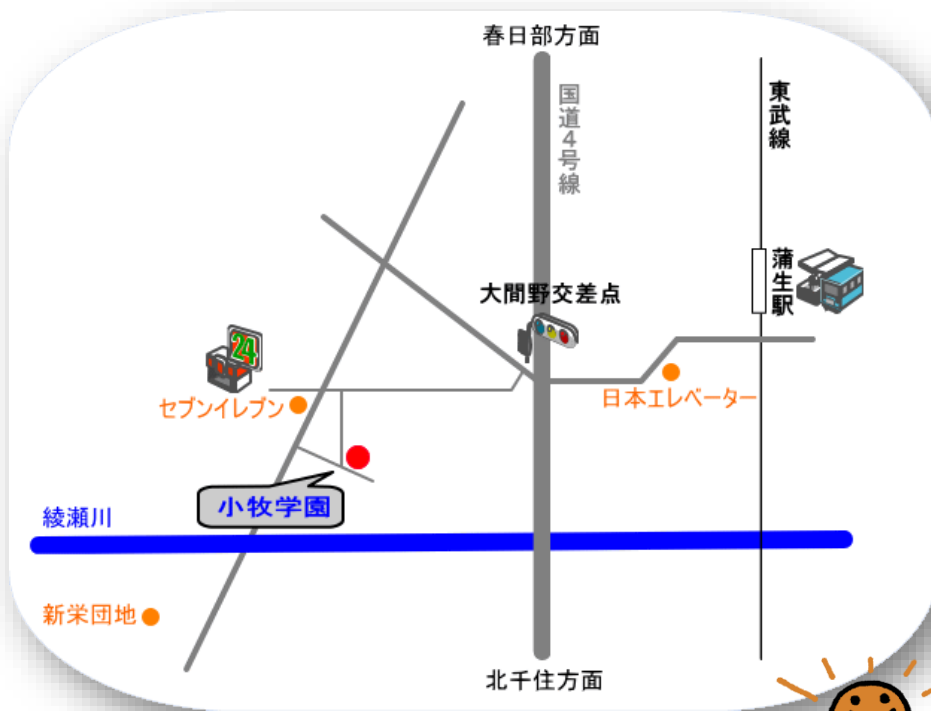 春日部方面
国道4号線
東武線
蒲生駅
大間野交差点
24
セブンイレブン
日本エレベーター
小牧学園
綾瀬川
新栄団地
北千住方面